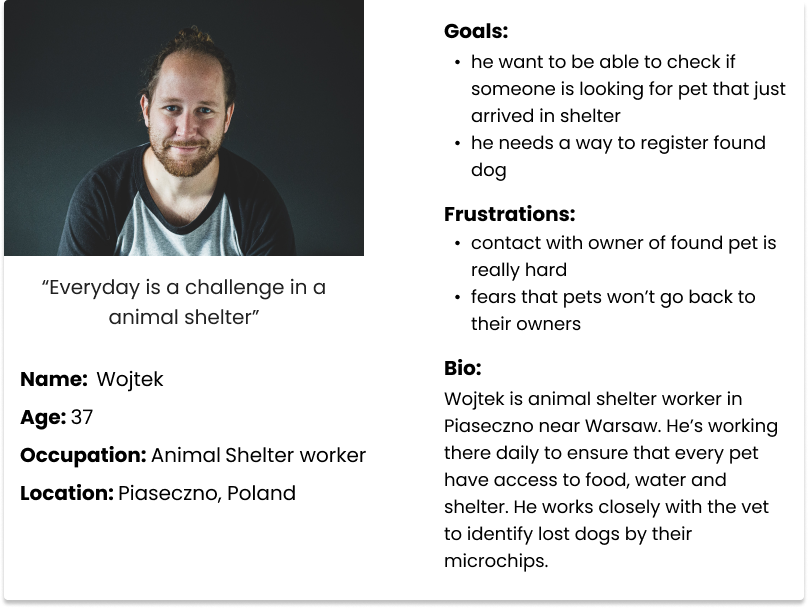 “Everyday is a challenge in a
animal shelter”
Name: Wojtek
Age: 37
Occupation: Animal Shelter worker
Location: Piaseczno, Poland
Goals:
• he want to be able to check if
someone is looking for pet that just
arrived in shelter
• he needs a way to register found
dog
Frustrations:
• contact with owner of found pet is
really hard
• fears that pets won’t go back to
their owners
Bio:
Wojtek is animal shelter worker in
Piaseczno near Warsaw. He’s working
there daily to ensure that every pet
have access to food, water and
shelter. He works closely with the vet
to identify lost dogs by their
microchips.